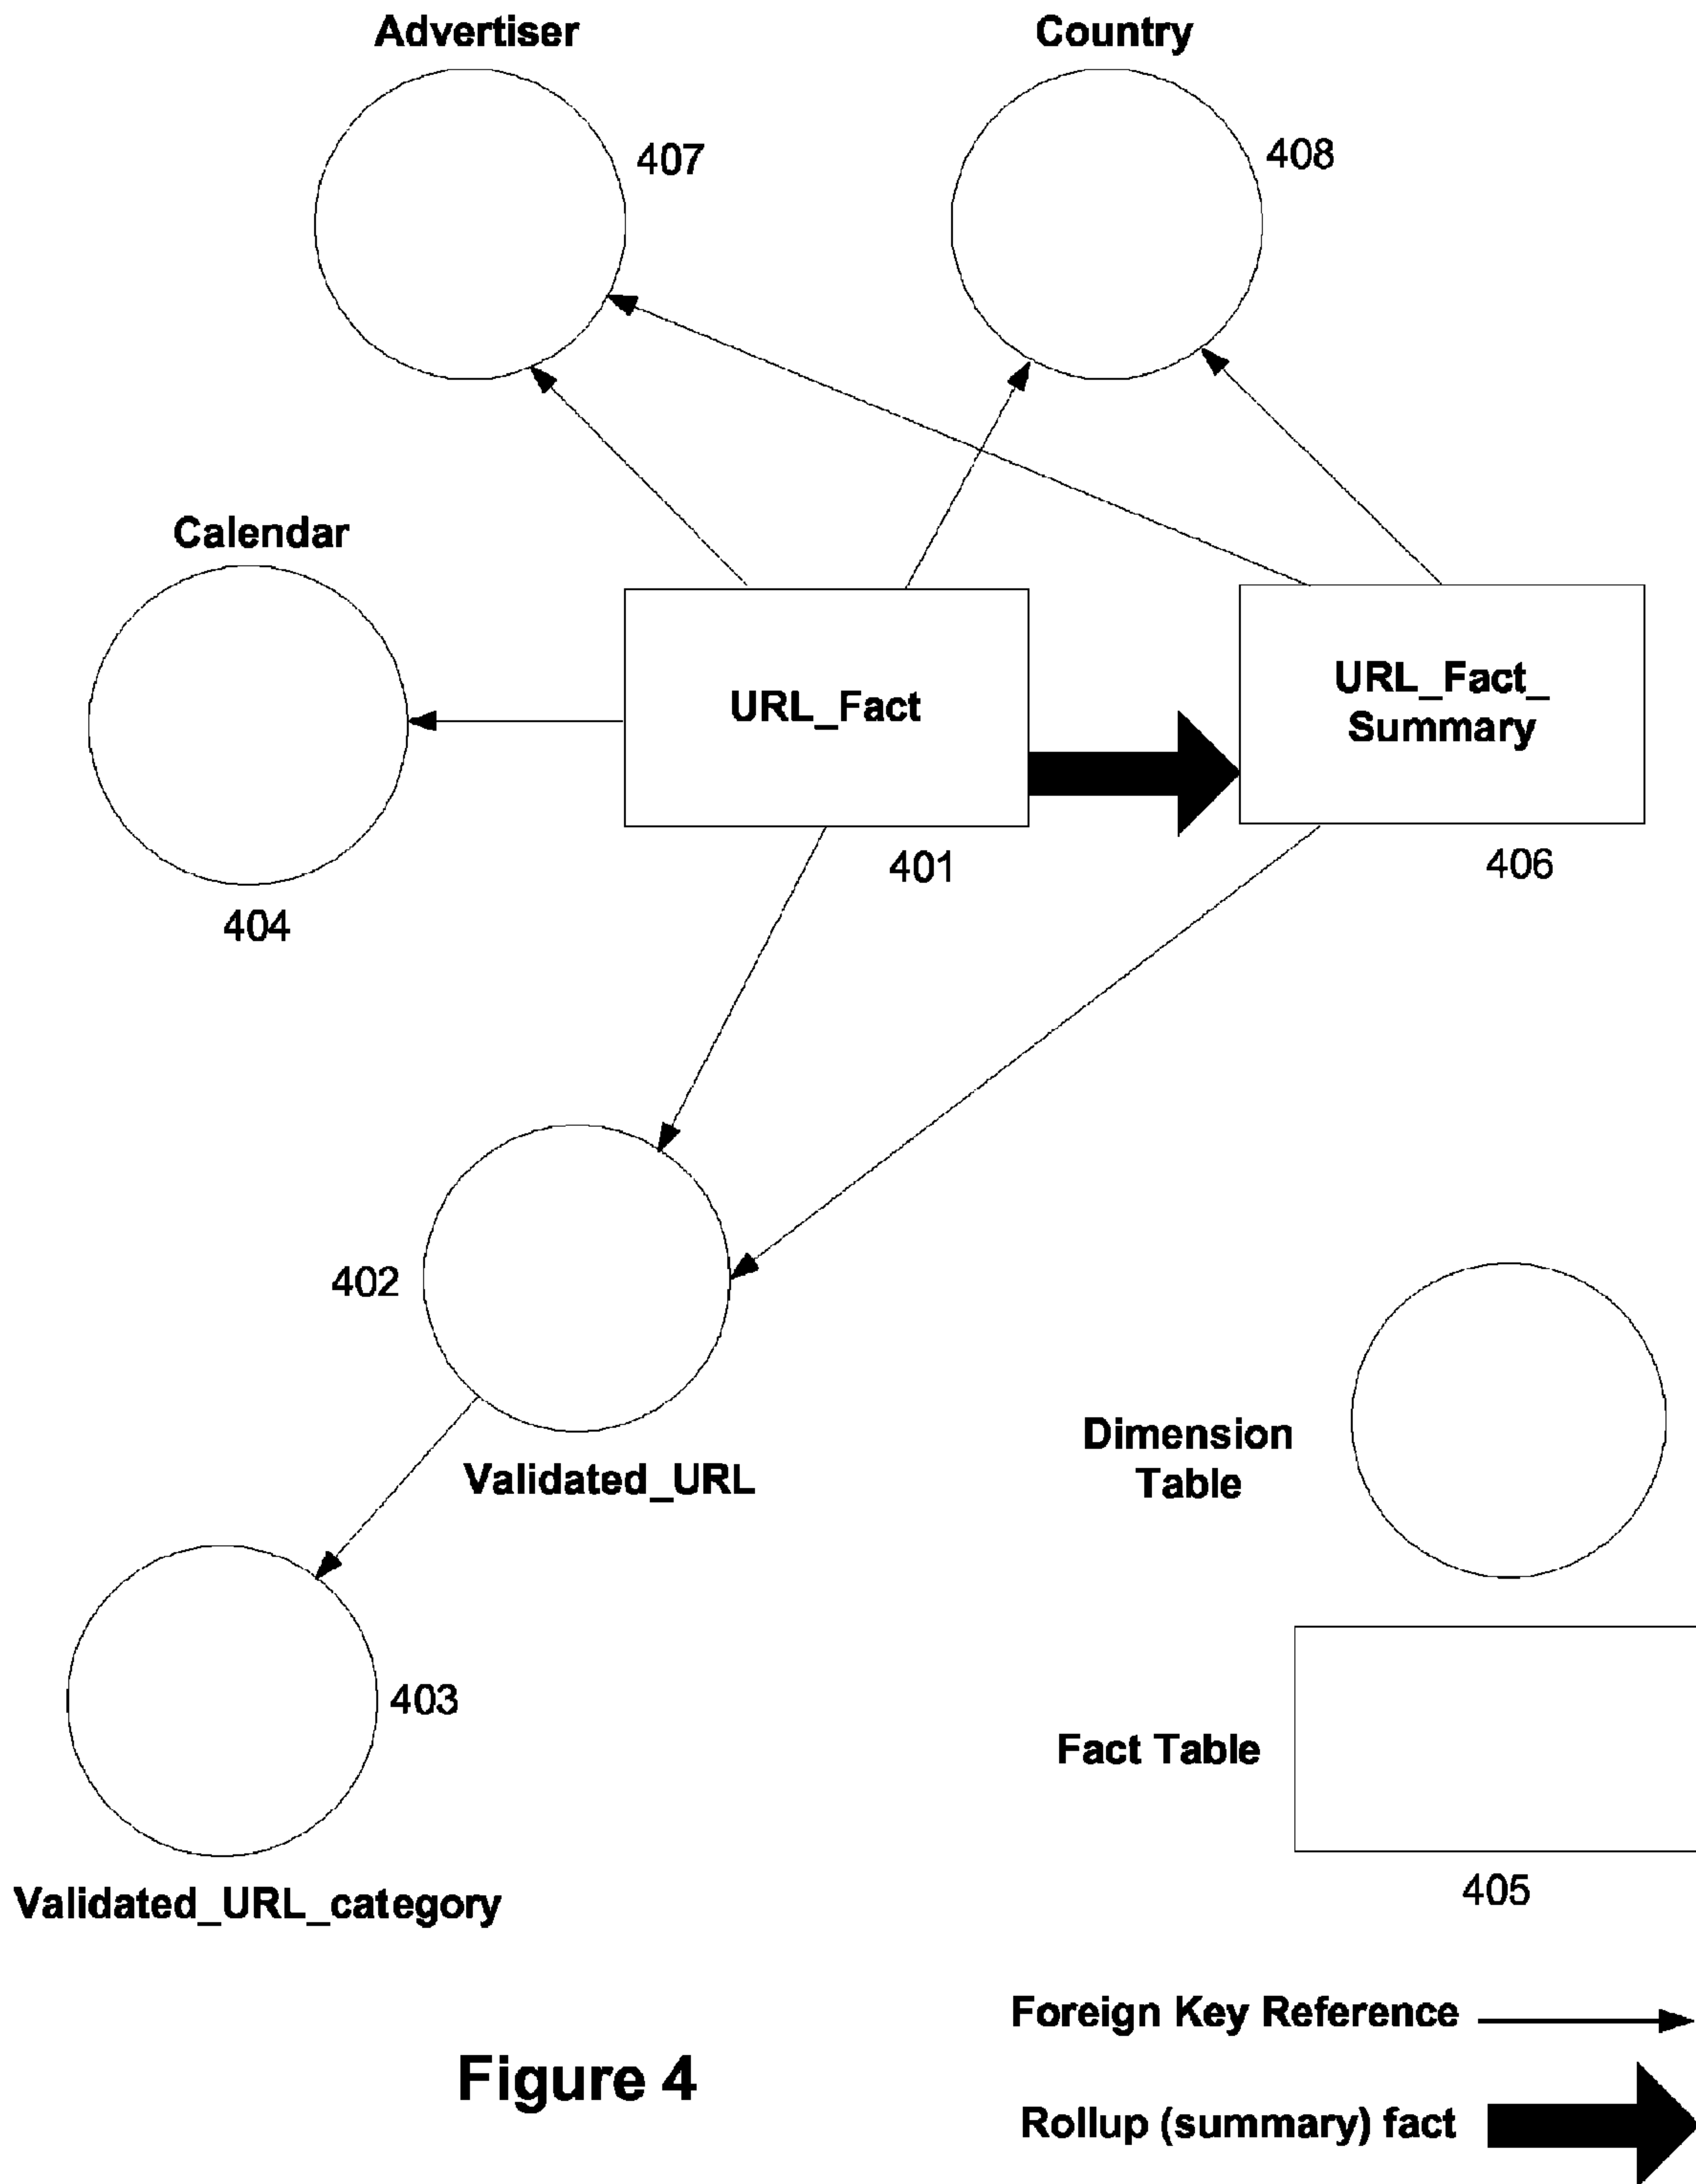 Advertiser
Country
407
408
Calendar
URL_Fact
URL_Fact_
Summary
401
406
404
402
Validated_URL
Dimension
Table
403
Fact Table
Validated_URL_category
405
Foreign Key Reference
Figure 4
Rollup (summary) fact